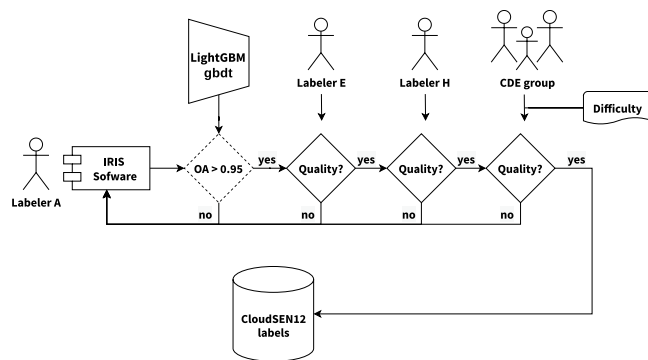 LightGBM
gbdt
Labeler E
Labeler H
CDE group
Difficulty
Labeler A
IRIS
Sofware
OA > 0.95
yes
Quality?
yes
Quality?
yes
Quality?
yes
no
no
no
no
CloudSEN12
labels